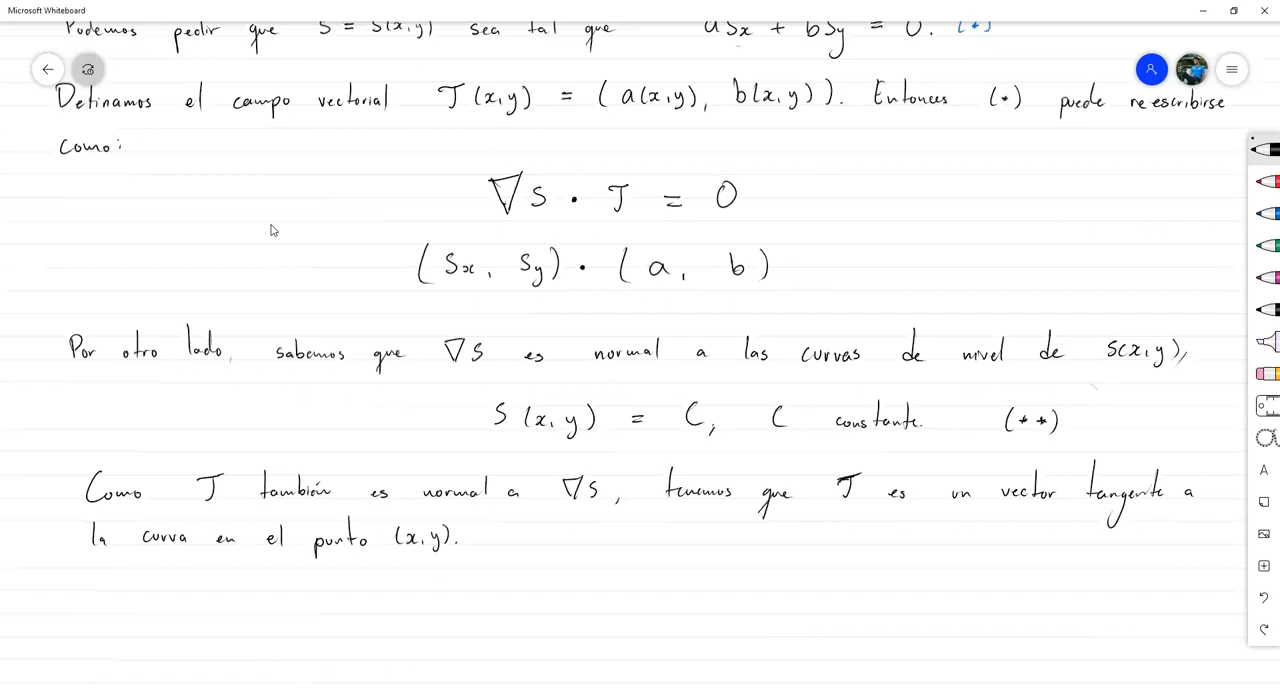 Microsoft Whiteboard
Podemos pedir que S = S(x,y) sea tal que aSx + bSy = 0. (*)
Definamos el campo vectorial T(x,y) = (a(x,y), b(x,y)). Entonces (*) puede reescribirse
como:
∇S · T = 0
(Sx, Sy) · (a, b)
Por otro lado, sabemos que ∇S es normal a las curvas de nivel de S(x,y),
S(x,y) = C, C constante. (**)
Como T también es normal a ∇S, tenemos que T es un vector tangente a
la curva en el punto (x,y).
A